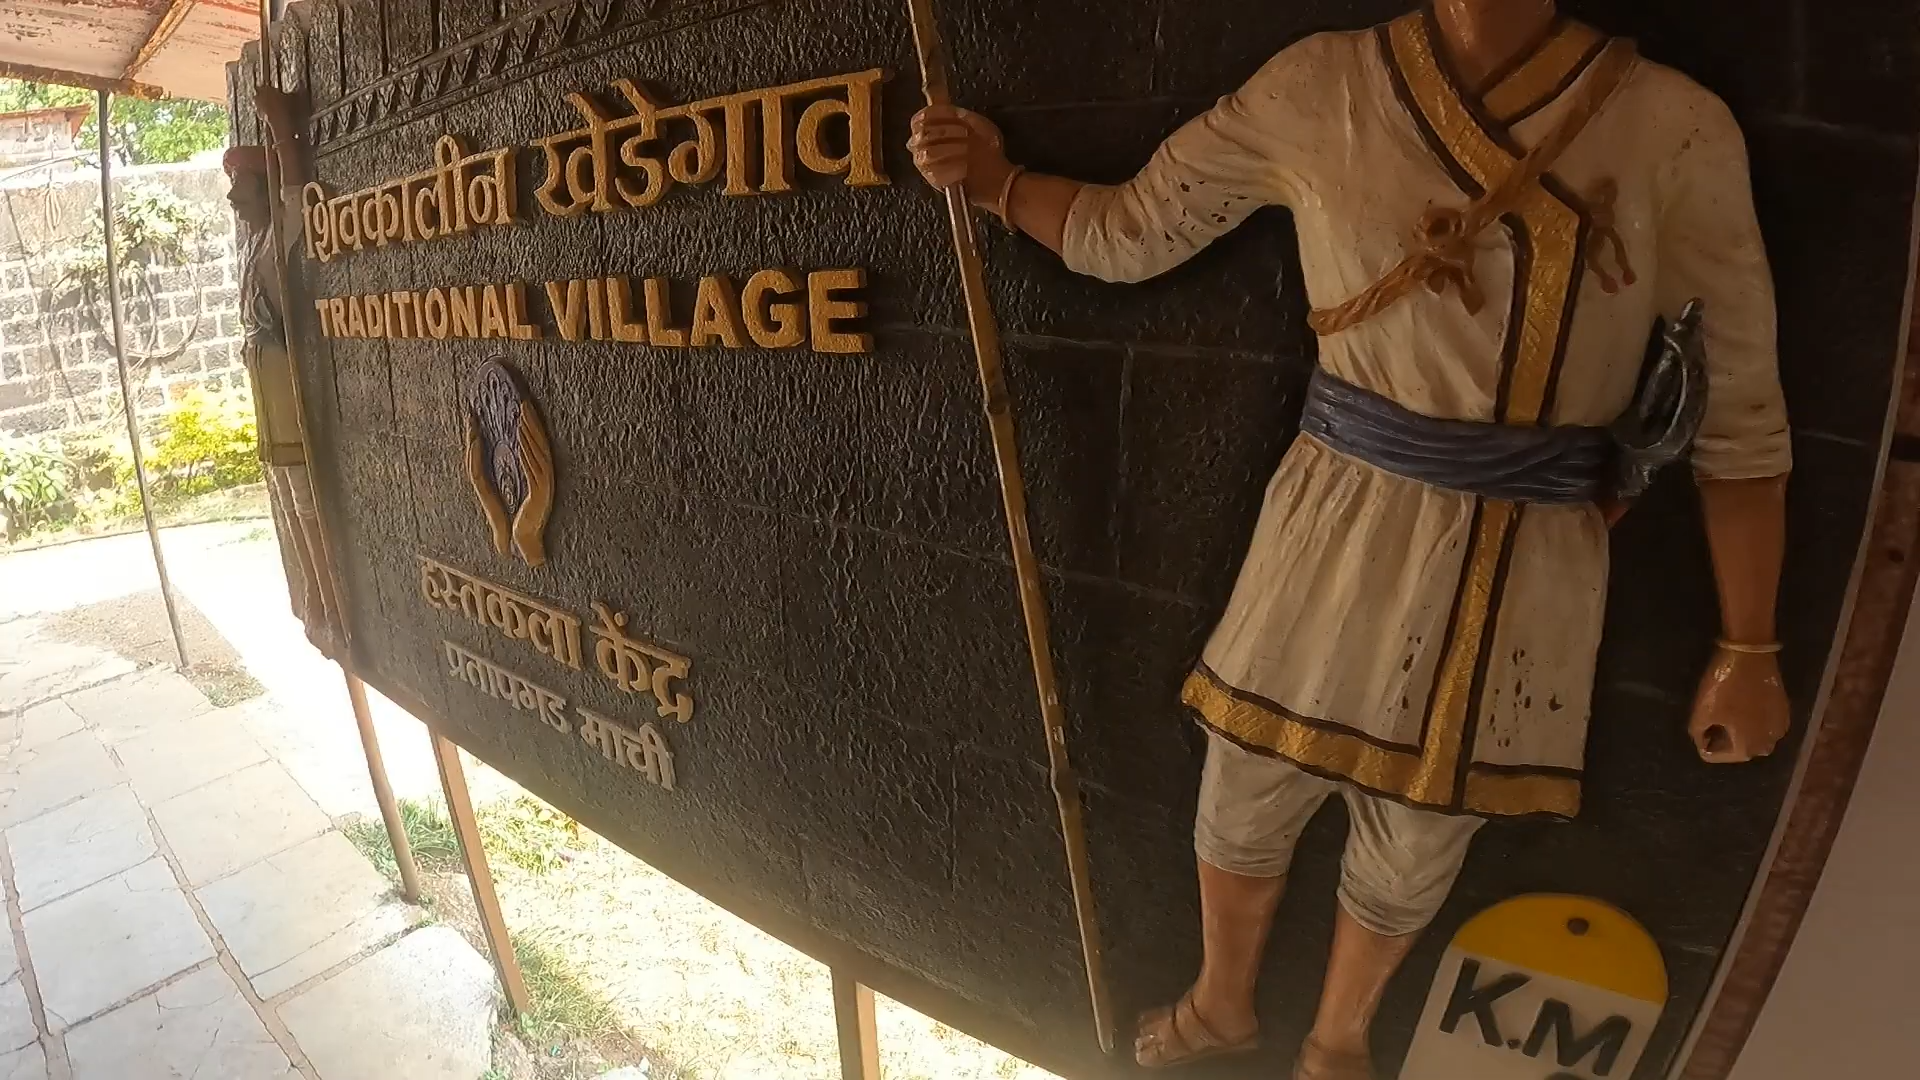 शिवकालीन खेडेगाव
TRADITIONAL VILLAGE
हस्तकला केंद्र
प्रतापगड माची
K.M